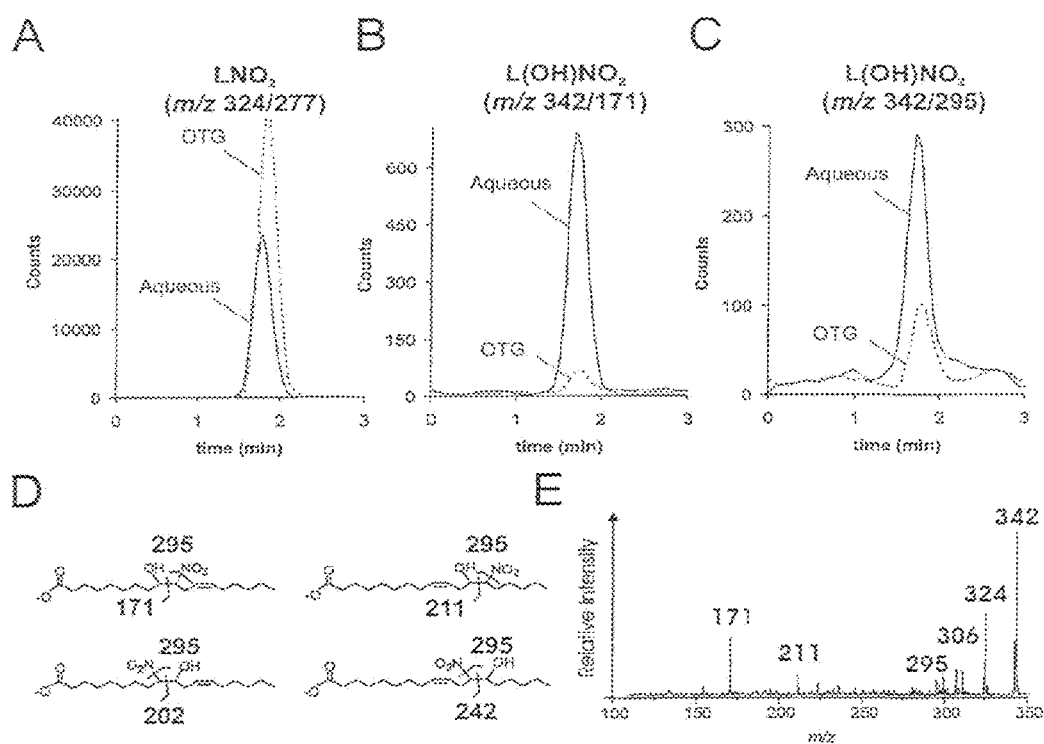 A
LNO₂
(m/z 324/277)
40000
30000
20000
10000
0
Counts
OTG
Aqueous
0 1 2 3
time (min)
B
L(OH)NO₂
(m/z 342/171)
600
450
300
150
0
Counts
Aqueous
OTG
0 1 2 3
time (min)
C
L(OH)NO₂
(m/z 342/295)
300
200
100
0
Counts
Aqueous
OTG
0 1 2 3
time (min)
D
295
O OH NO₂
-O
171
295
O OH NO₂
-O
211
295
O O₂N OH
-O
202
295
O O₂N OH
-O
242
E
Relative Intensity
342
324
306
295
211
171
100 150 200 250 300 350
m/z